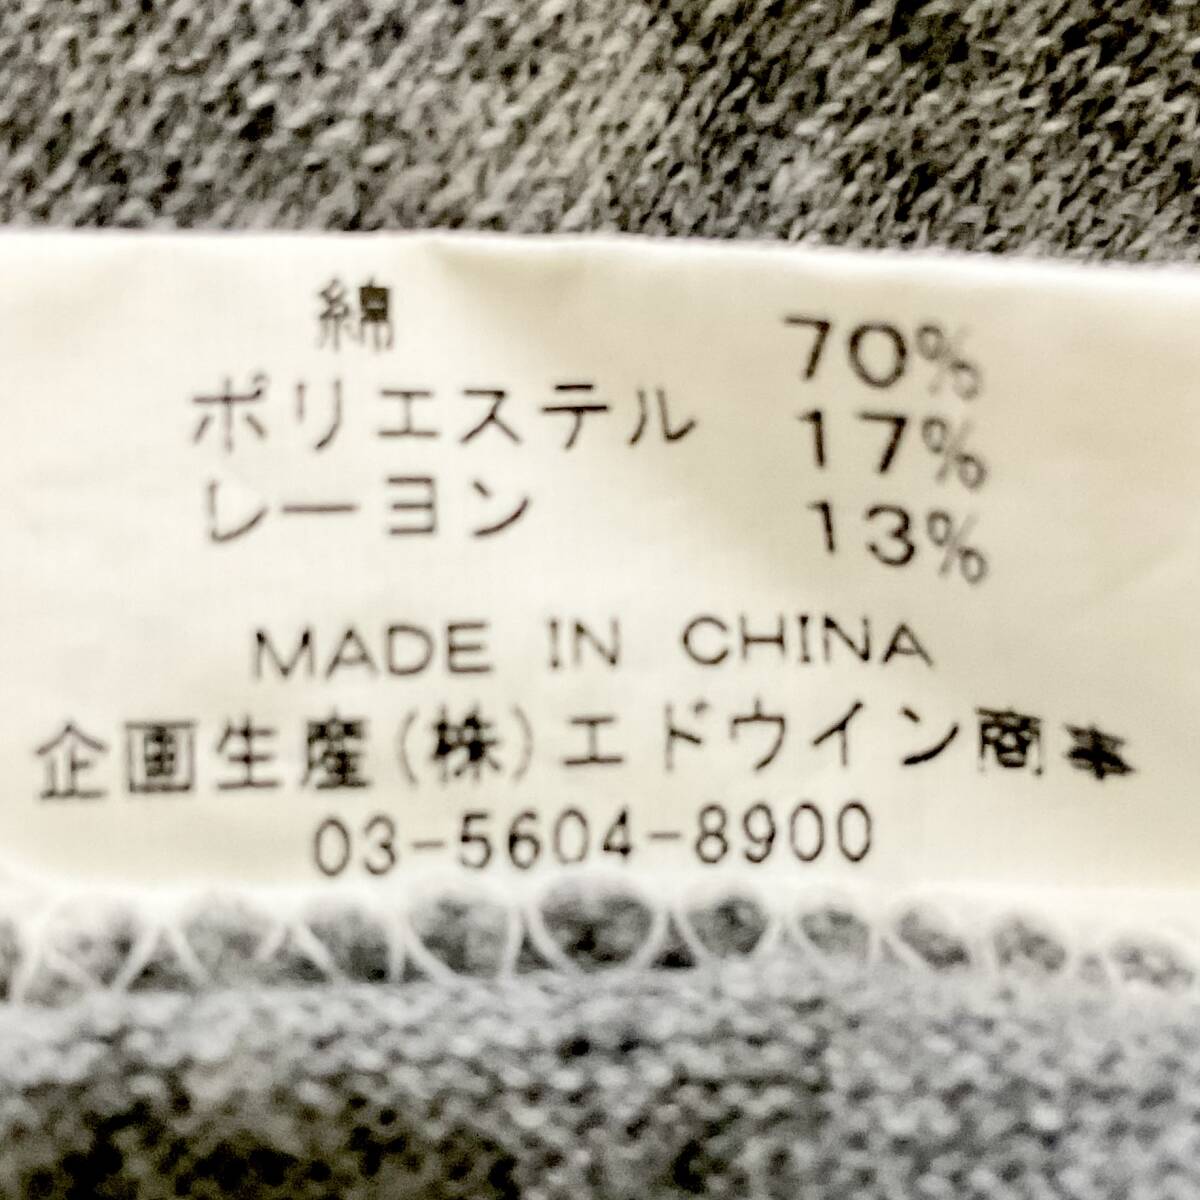 綿 70%
ポリエステル 17%
レーヨン 13%
MADE IN CHINA
企画生産(株)エドウイン商事
03-5604-8900